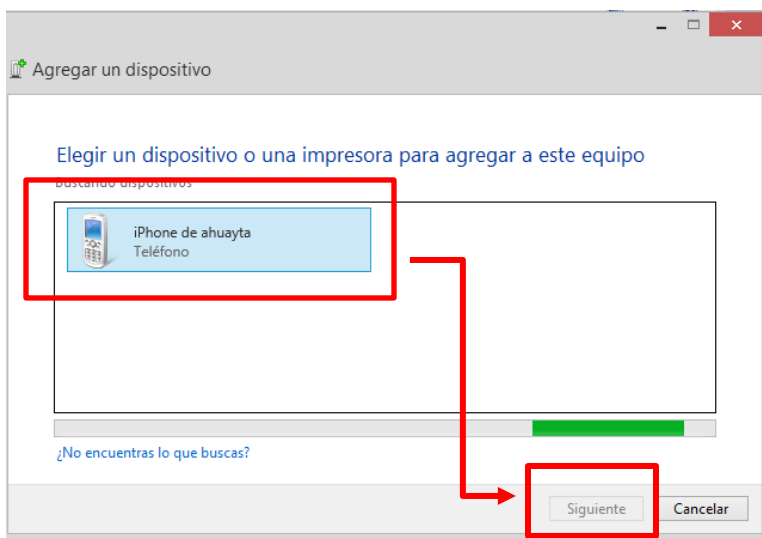 Agregar un dispositivo
Elegir un dispositivo o una impresora para agregar a este equipo
Buscando dispositivos
iPhone de ahuayta
Teléfono
¿No encuentras lo que buscas?
Siguiente
Cancelar